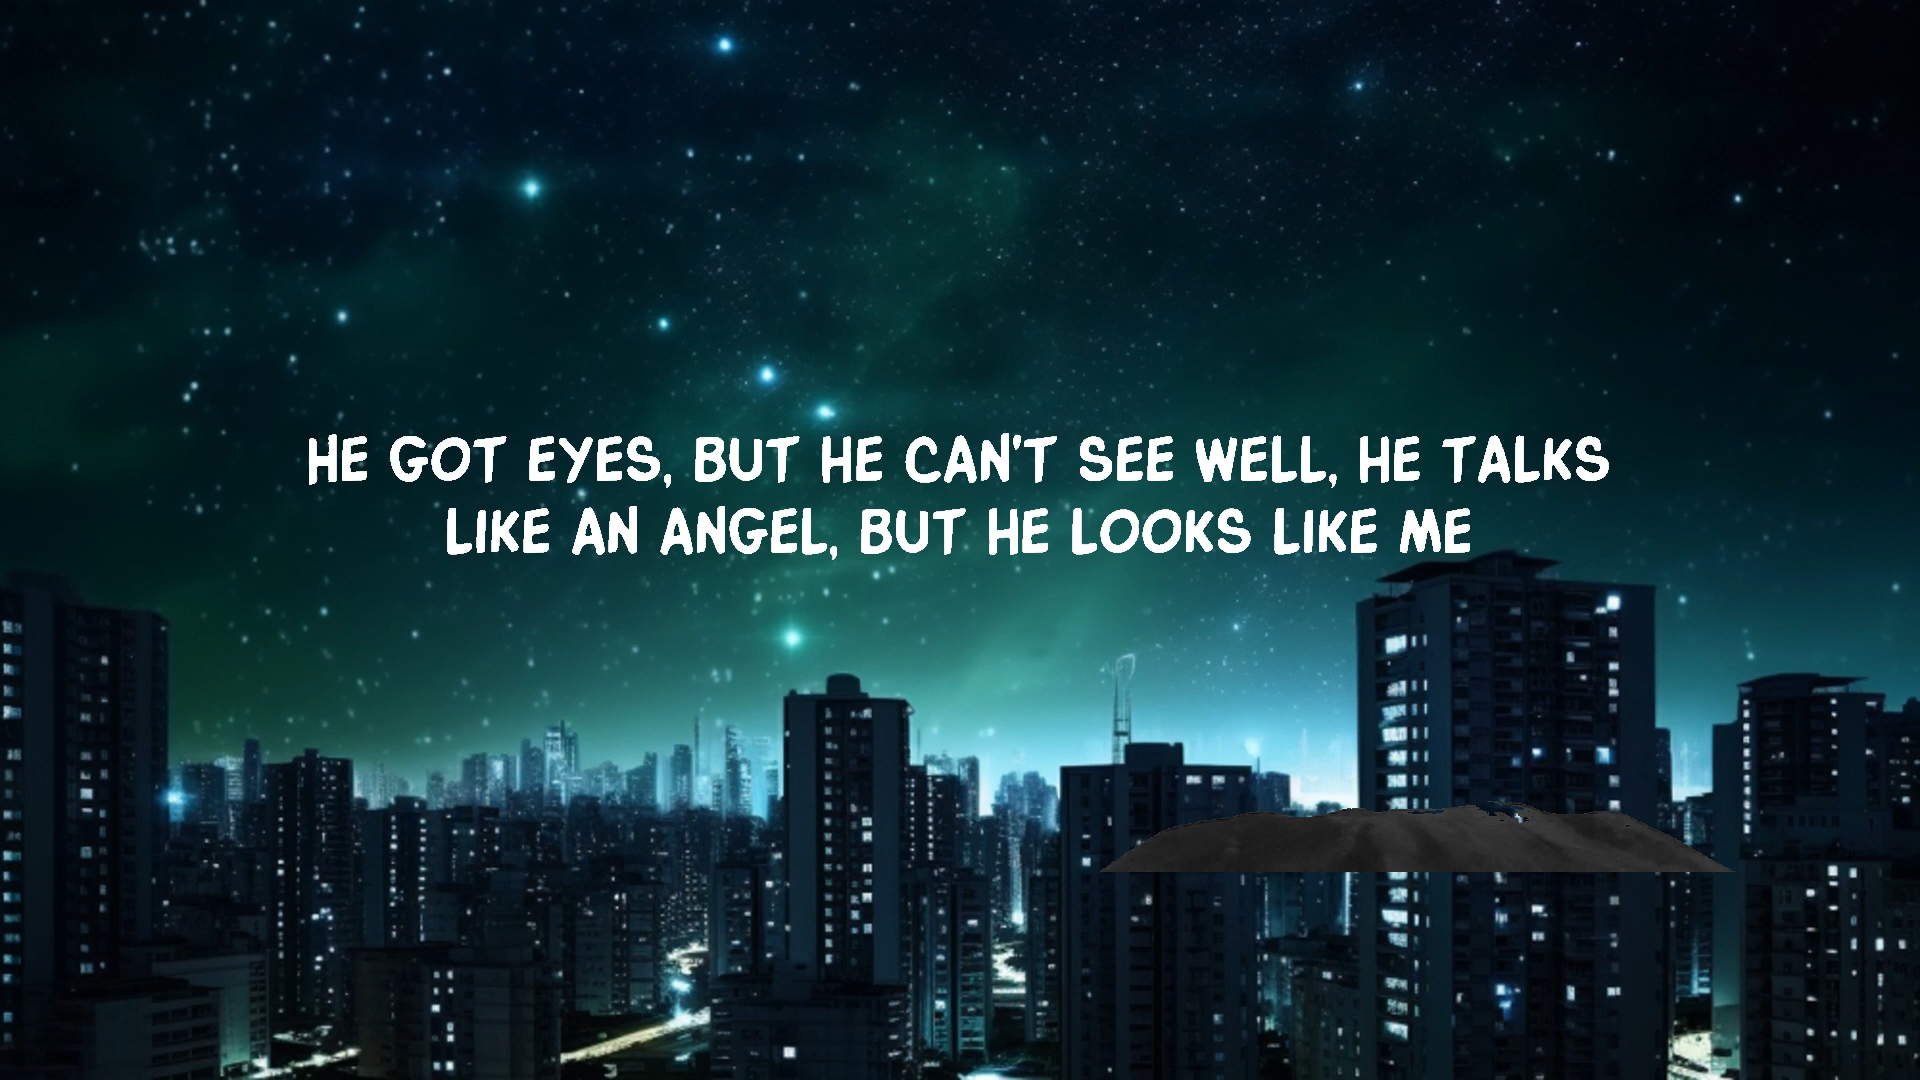 HE GOT EYES, BUT HE CAN'T SEE WELL, HE TALKS
LIKE AN ANGEL, BUT HE LOOKS LIKE ME